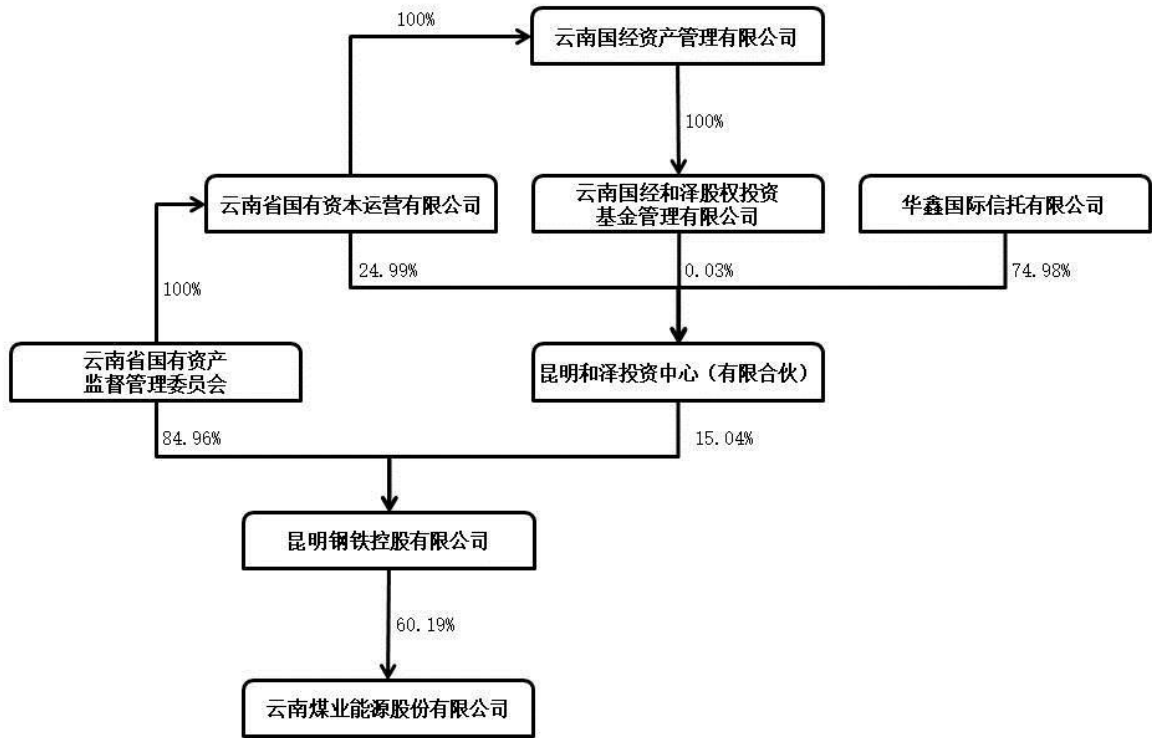 100%
云南国经资产管理有限公司
100%
云南省国有资本运营有限公司
云南国经和泽股权投资
基金管理有限公司
华鑫国际信托有限公司
24.99%
0.03%
74.98%
100%
云南省国有资产
监督管理委员会
昆明和泽投资中心（有限合伙）
84.96%
15.04%
昆明钢铁控股有限公司
60.19%
云南煤业能源股份有限公司